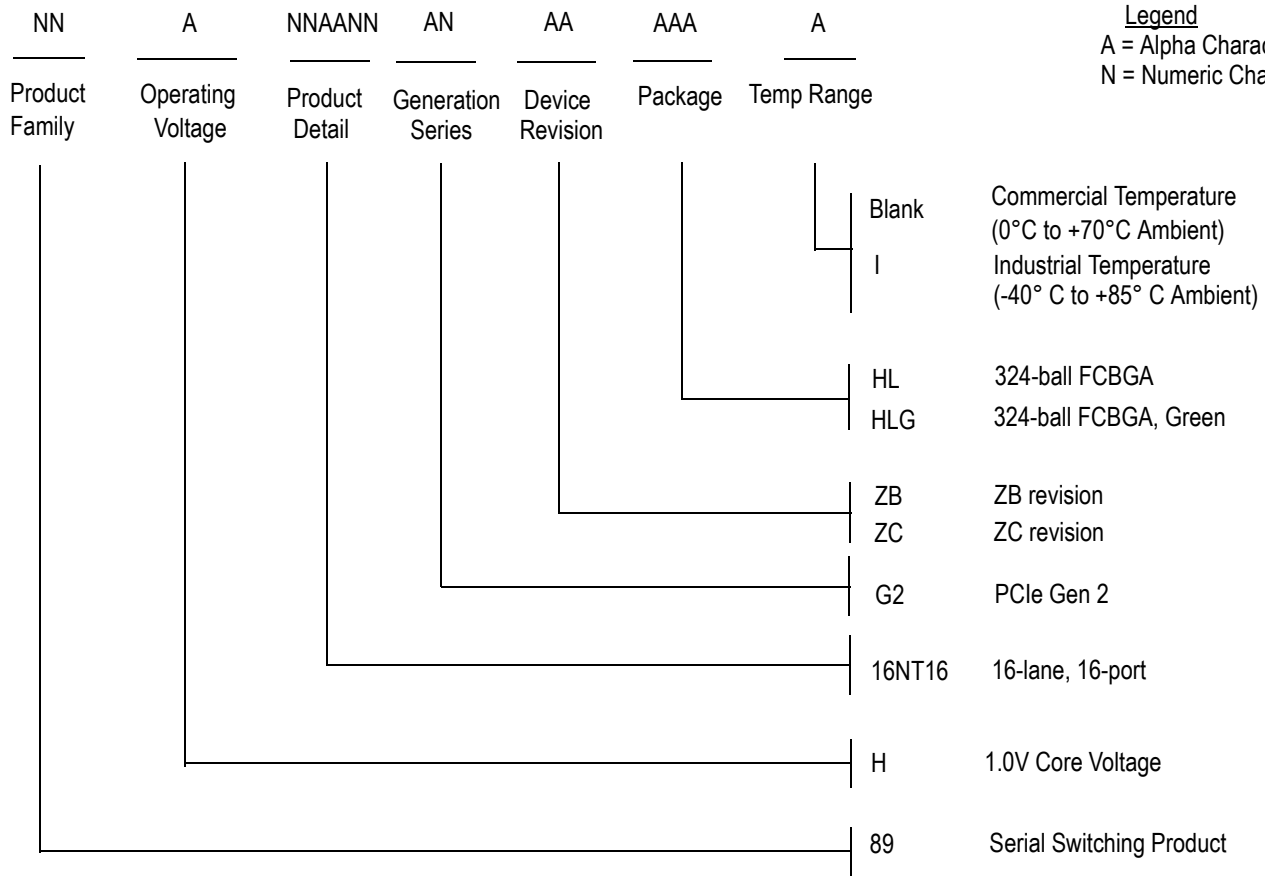 NN A NNAANN AN AA AAA A
Legend
A = Alpha
N = Numeric
Product Family
Operating Voltage
Product Detail
Generation Series
Device Revision
Package
Temp Range
Blank Commercial Temperature
(0°C to +70°C Ambient)
I Industrial Temperature
(-40° C to +85° C Ambient)
HL 324-ball FCBGA
HLG 324-ball FCBGA, Green
ZB ZB revision
ZC ZC revision
G2 PCIe Gen 2
16NT16 16-lane, 16-port
H 1.0V Core Voltage
89 Serial Switching Product